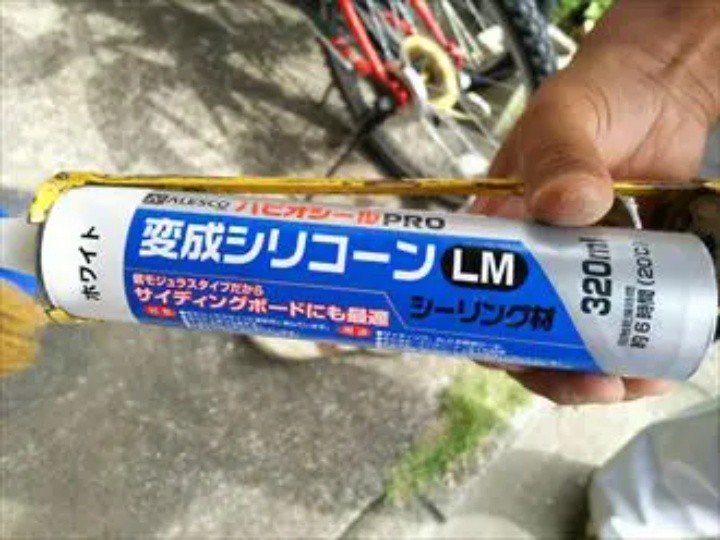 ホワイト
ALESCO ハピオシールPRO
変成シリコーン LM
低モジュラスタイプだから
サイディングボードにも最適
シーリング材
320ml
約6時間(20℃)